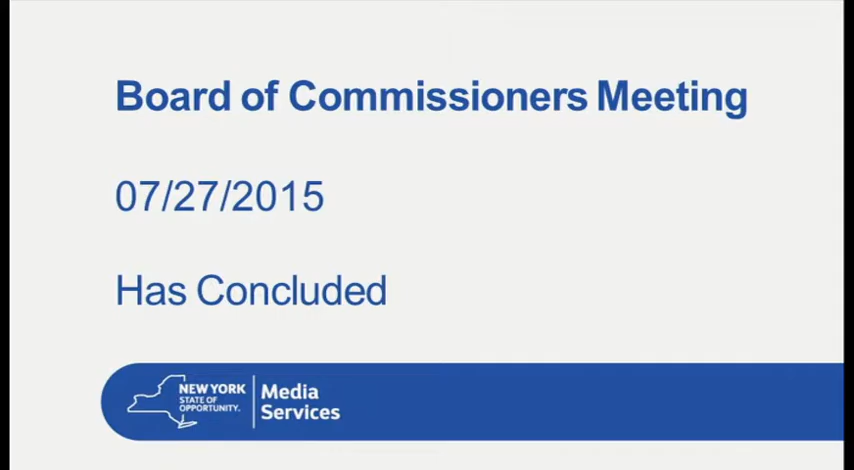 Board of Commissioners Meeting
07/27/2015
Has Concluded
NEW YORK
STATE OF
OPPORTUNITY.
Media
Services